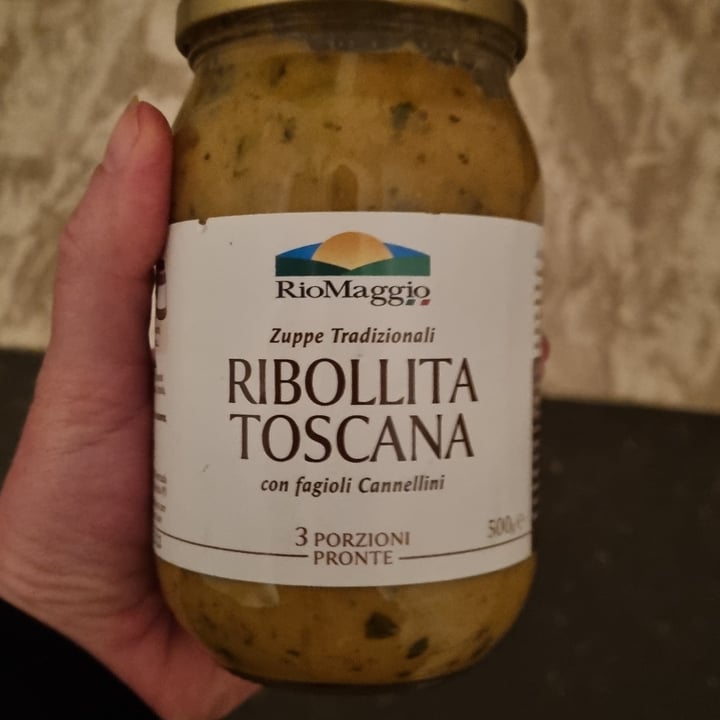 RioMaggio
Zuppe Tradizionali
RIBOLLITA
TOSCANA
con fagioli Cannellini
3 PORZIONI
PRONTE
500g e